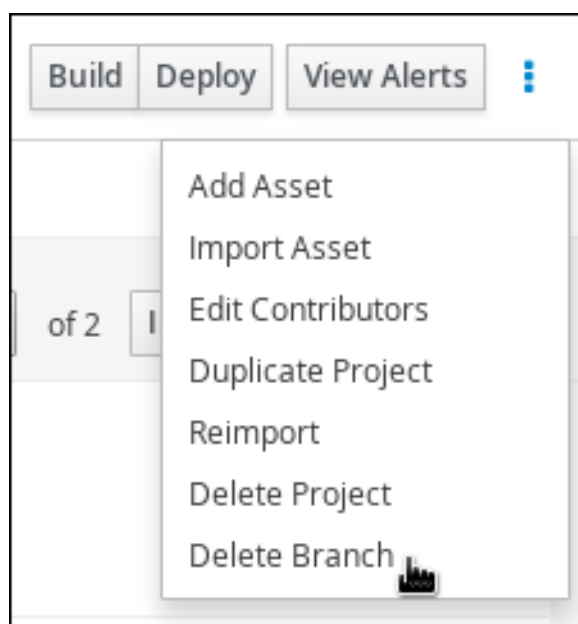 Build Deploy View Alerts
Add Asset
Import Asset
Edit Contributors
of 2
Duplicate Project
Reimport
Delete Project
Delete Branch